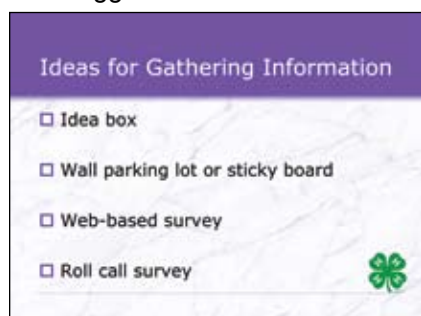 Ideas for Gathering Information
Idea box
Wall parking lot or sticky board
Web-based survey
Roll call survey